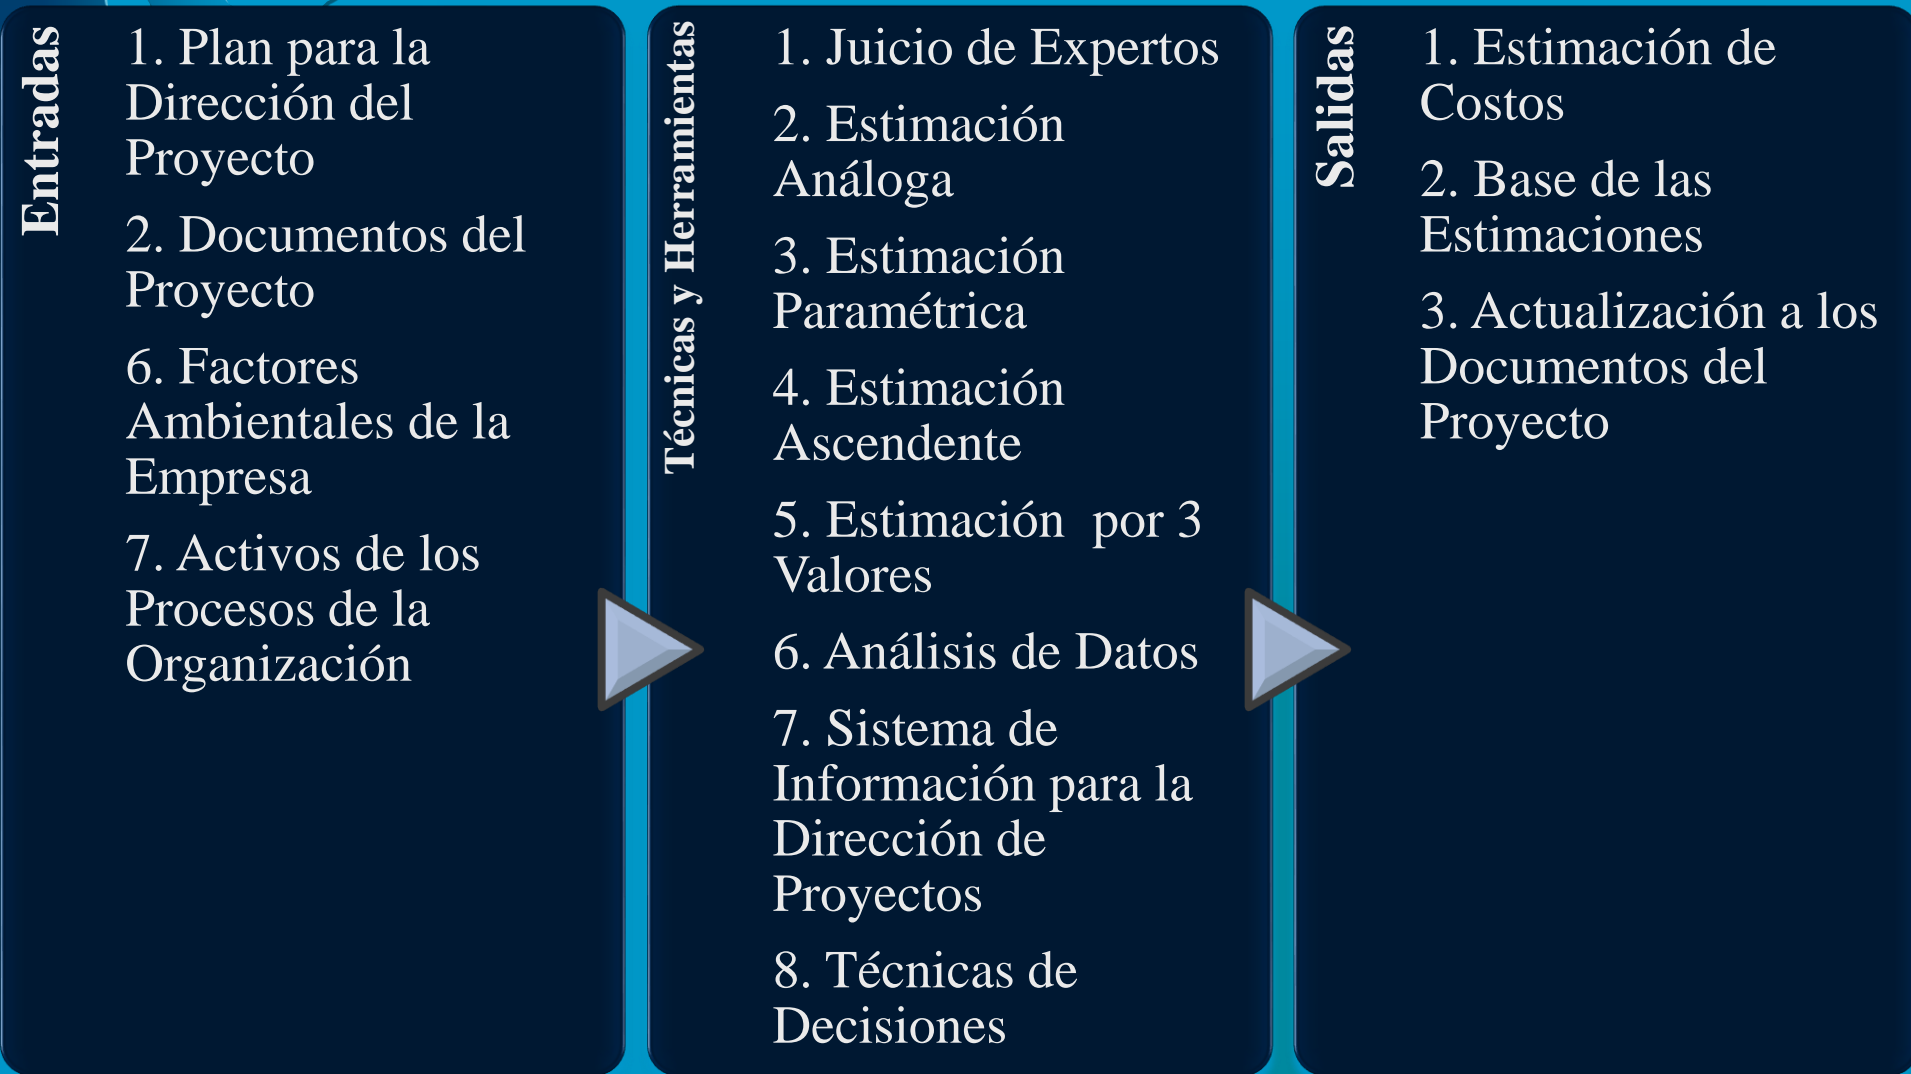 Entradas
1. Plan para la
Dirección del
Proyecto
2. Documentos del
Proyecto
6. Factores
Ambientales de la
Empresa
7. Activos de los
Procesos de la
Organización
Técnicas y Herramientas
1. Juicio de Expertos
2. Estimación
Análoga
3. Estimación
Paramétrica
4. Estimación
Ascendente
5. Estimación  por 3
Valores
6. Análisis de Datos
7. Sistema de
Información para la
Dirección de
Proyectos
8. Técnicas de
Decisiones
Salidas
1. Estimación de
Costos
2. Base de las
Estimaciones
3. Actualización a los
Documentos del
Proyecto